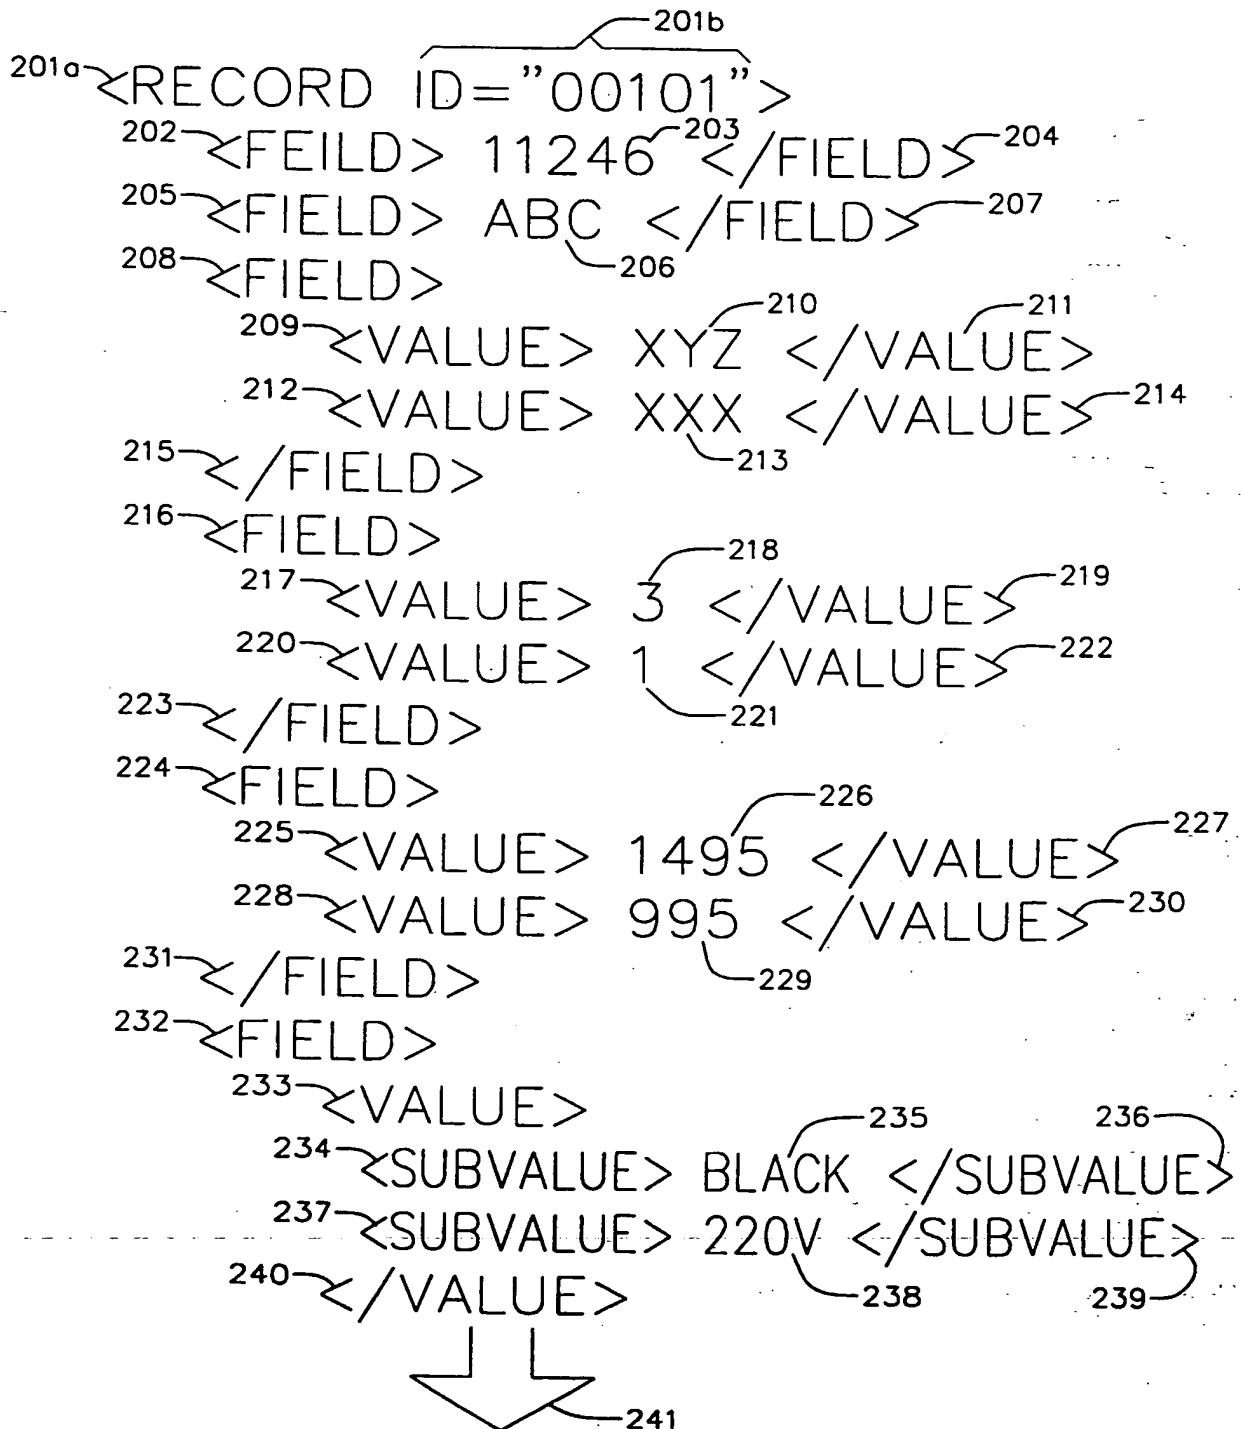 201b
201a <RECORD ID="00101">
202 <FEILD> 11246 203 </FIELD> 204
205 <FIELD> ABC </FIELD> 207
206
208 <FIELD>
210 211
209 <VALUE> XYZ </VALUE>
212 <VALUE> XXX </VALUE> 214
213
215 </FIELD>
216 <FIELD>
218
217 <VALUE> 3 </VALUE> 219
220 <VALUE> 1 </VALUE> 222
221
223 </FIELD>
224 <FIELD>
226
225 <VALUE> 1495 </VALUE> 227
228 <VALUE> 995 </VALUE> 230
229
231 </FIELD>
232 <FIELD>
233 <VALUE>
235 236
234 <SUBVALUE> BLACK </SUBVALUE>
237 <SUBVALUE> 220V </SUBVALUE>
238 239
240 </VALUE>
241